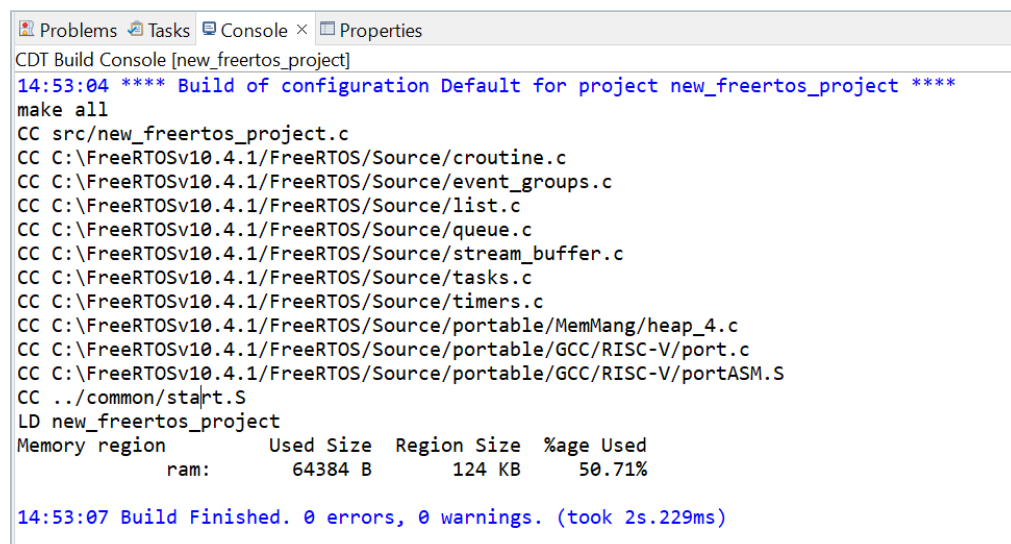 Problems Tasks Console Properties
CDT Build Console [new_freertos_project]
14:53:04 **** Build of configuration Default for project new_freertos_project ****
make all
CC src/new_freertos_project.c
CC C:\FreeRTOSv10.4.1/FreeRTOS/Source/croutine.c
CC C:\FreeRTOSv10.4.1/FreeRTOS/Source/event_groups.c
CC C:\FreeRTOSv10.4.1/FreeRTOS/Source/list.c
CC C:\FreeRTOSv10.4.1/FreeRTOS/Source/queue.c
CC C:\FreeRTOSv10.4.1/FreeRTOS/Source/stream_buffer.c
CC C:\FreeRTOSv10.4.1/FreeRTOS/Source/tasks.c
CC C:\FreeRTOSv10.4.1/FreeRTOS/Source/timers.c
CC C:\FreeRTOSv10.4.1/FreeRTOS/Source/portable/MemMang/heap_4.c
CC C:\FreeRTOSv10.4.1/FreeRTOS/Source/portable/GCC/RISC-V/port.c
CC C:\FreeRTOSv10.4.1/FreeRTOS/Source/portable/GCC/RISC-V/portASM.S
CC ../common/start.S
LD new_freertos_project
Memory region         Used Size  Region Size  %age Used
             ram:       64384 B       124 KB     50.71%
14:53:07 Build Finished. 0 errors, 0 warnings. (took 2s.229ms)